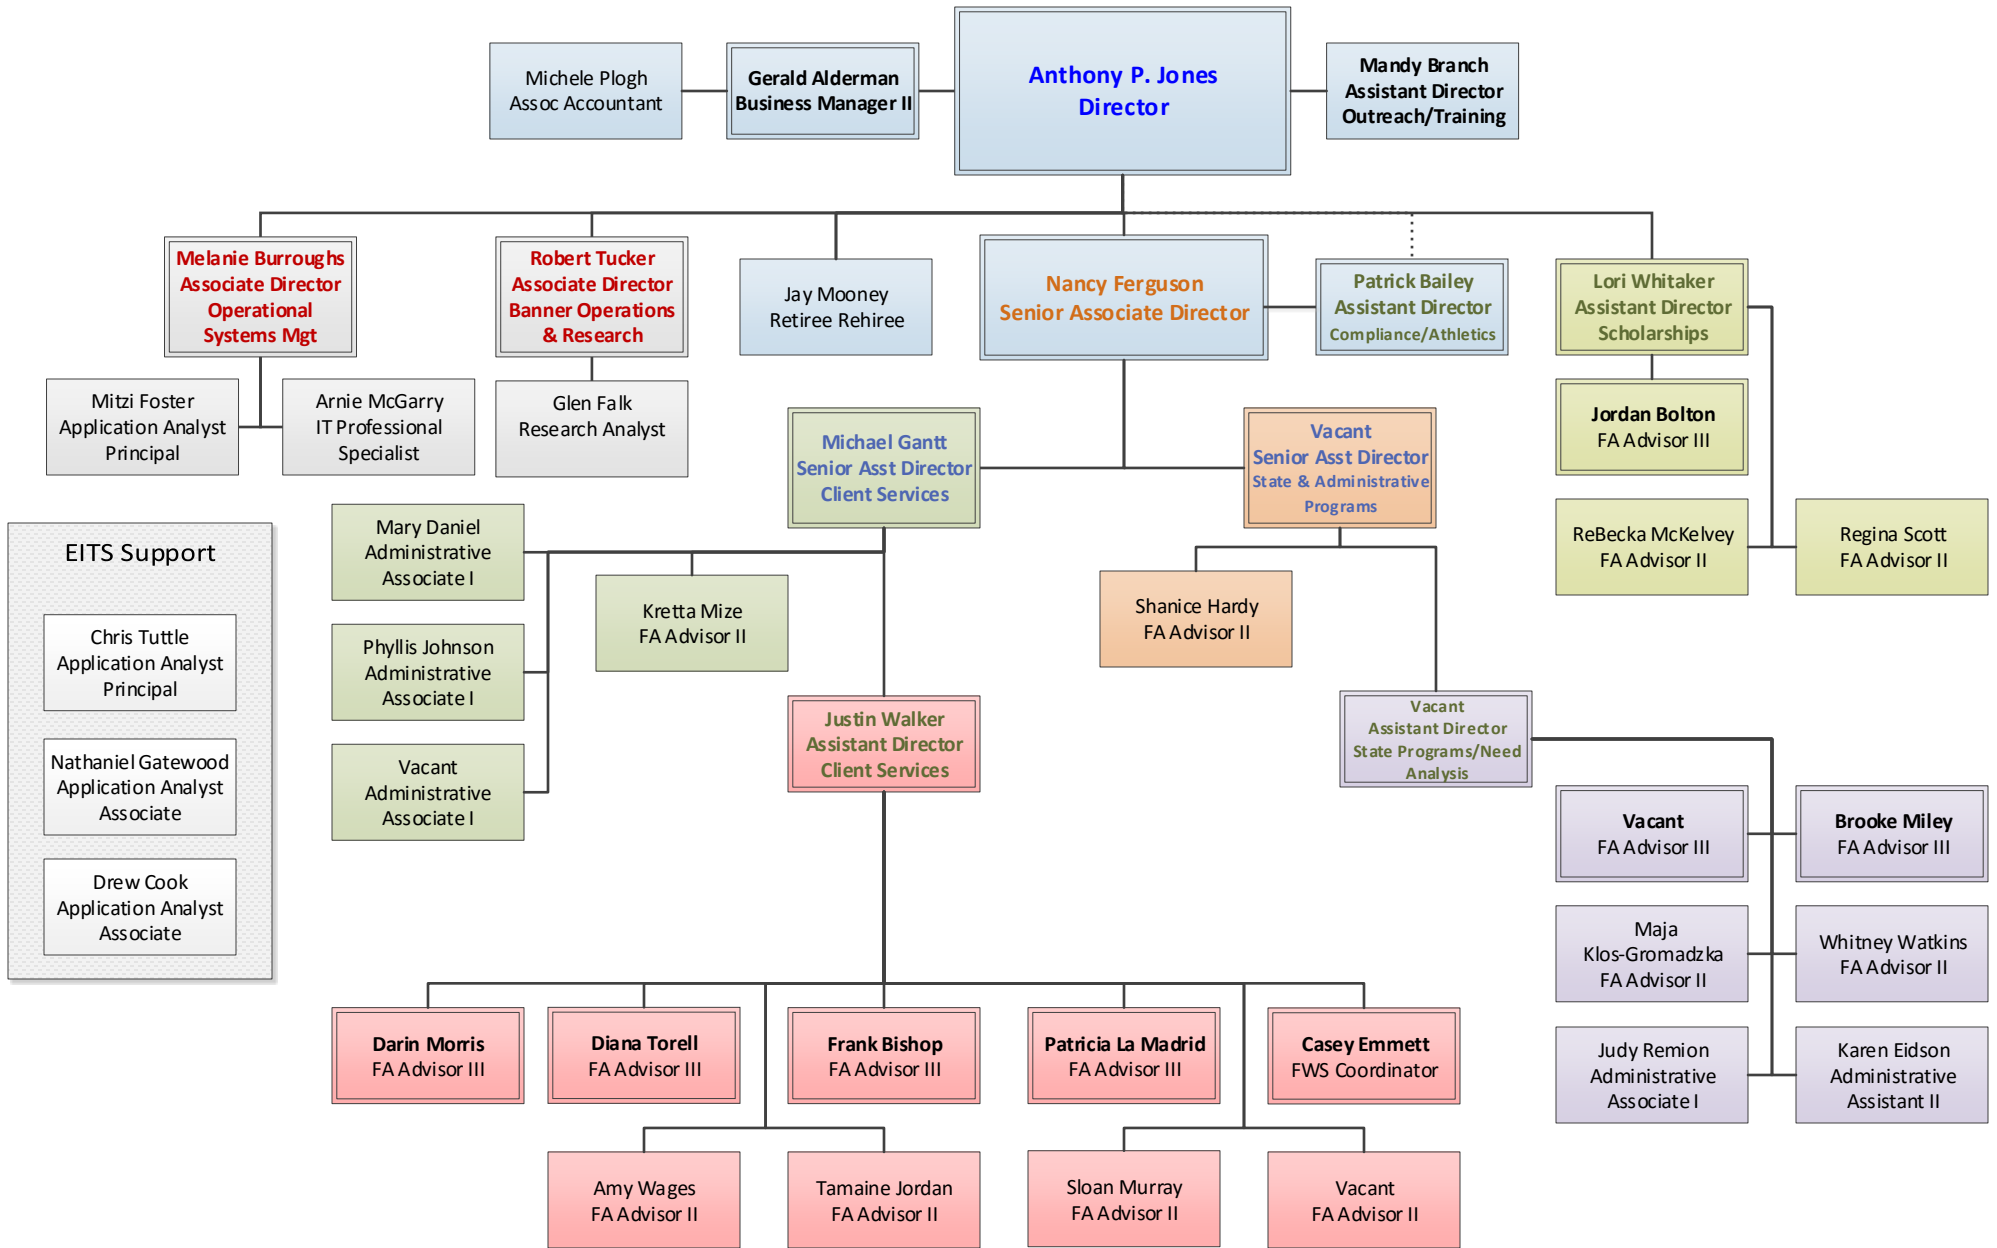 Michele Plogh
Assoc Accountant
Gerald Alderman
Business Manager II
Anthony P. Jones
Director
Mandy Branch
Assistant Director
Outreach/Training
Melanie Burroughs
Associate Director
Operational
Systems Mgt
Robert Tucker
Associate Director
Banner Operations
& Research
Jay Mooney
Retiree Rehiree
Nancy Ferguson
Senior Associate Director
Patrick Bailey
Assistant Director
Compliance/Athletics
Lori Whitaker
Assistant Director
Scholarships
Mitzi Foster
Application Analyst
Principal
Arnie McGarry
IT Professional
Specialist
Glen Falk
Research Analyst
Michael Gantt
Senior Asst Director
Client Services
Vacant
Senior Asst Director
State & Administrative
Programs
Jordan Bolton
FA Advisor III
ReBecka McKelvey
FA Advisor II
Regina Scott
FA Advisor II
EITS Support
Chris Tuttle
Application Analyst
Principal
Nathaniel Gatewood
Application Analyst
Associate
Drew Cook
Application Analyst
Associate
Mary Daniel
Administrative
Associate I
Phyllis Johnson
Administrative
Associate I
Vacant
Administrative
Associate I
Kretta Mize
FA Advisor II
Shanice Hardy
FA Advisor II
Justin Walker
Assistant Director
Client Services
Vacant
Assistant Director
State Programs/Need
Analysis
Vacant
FA Advisor III
Brooke Miley
FA Advisor III
Maja
Klos-Gromadzka
FA Advisor II
Whitney Watkins
FA Advisor II
Judy Remion
Administrative
Associate I
Karen Eidson
Administrative
Assistant II
Darin Morris
FA Advisor III
Diana Torell
FA Advisor III
Frank Bishop
FA Advisor III
Patricia La Madrid
FA Advisor III
Casey Emmett
FWS Coordinator
Amy Wages
FA Advisor II
Tamaine Jordan
FA Advisor II
Sloan Murray
FA Advisor II
Vacant
FA Advisor II